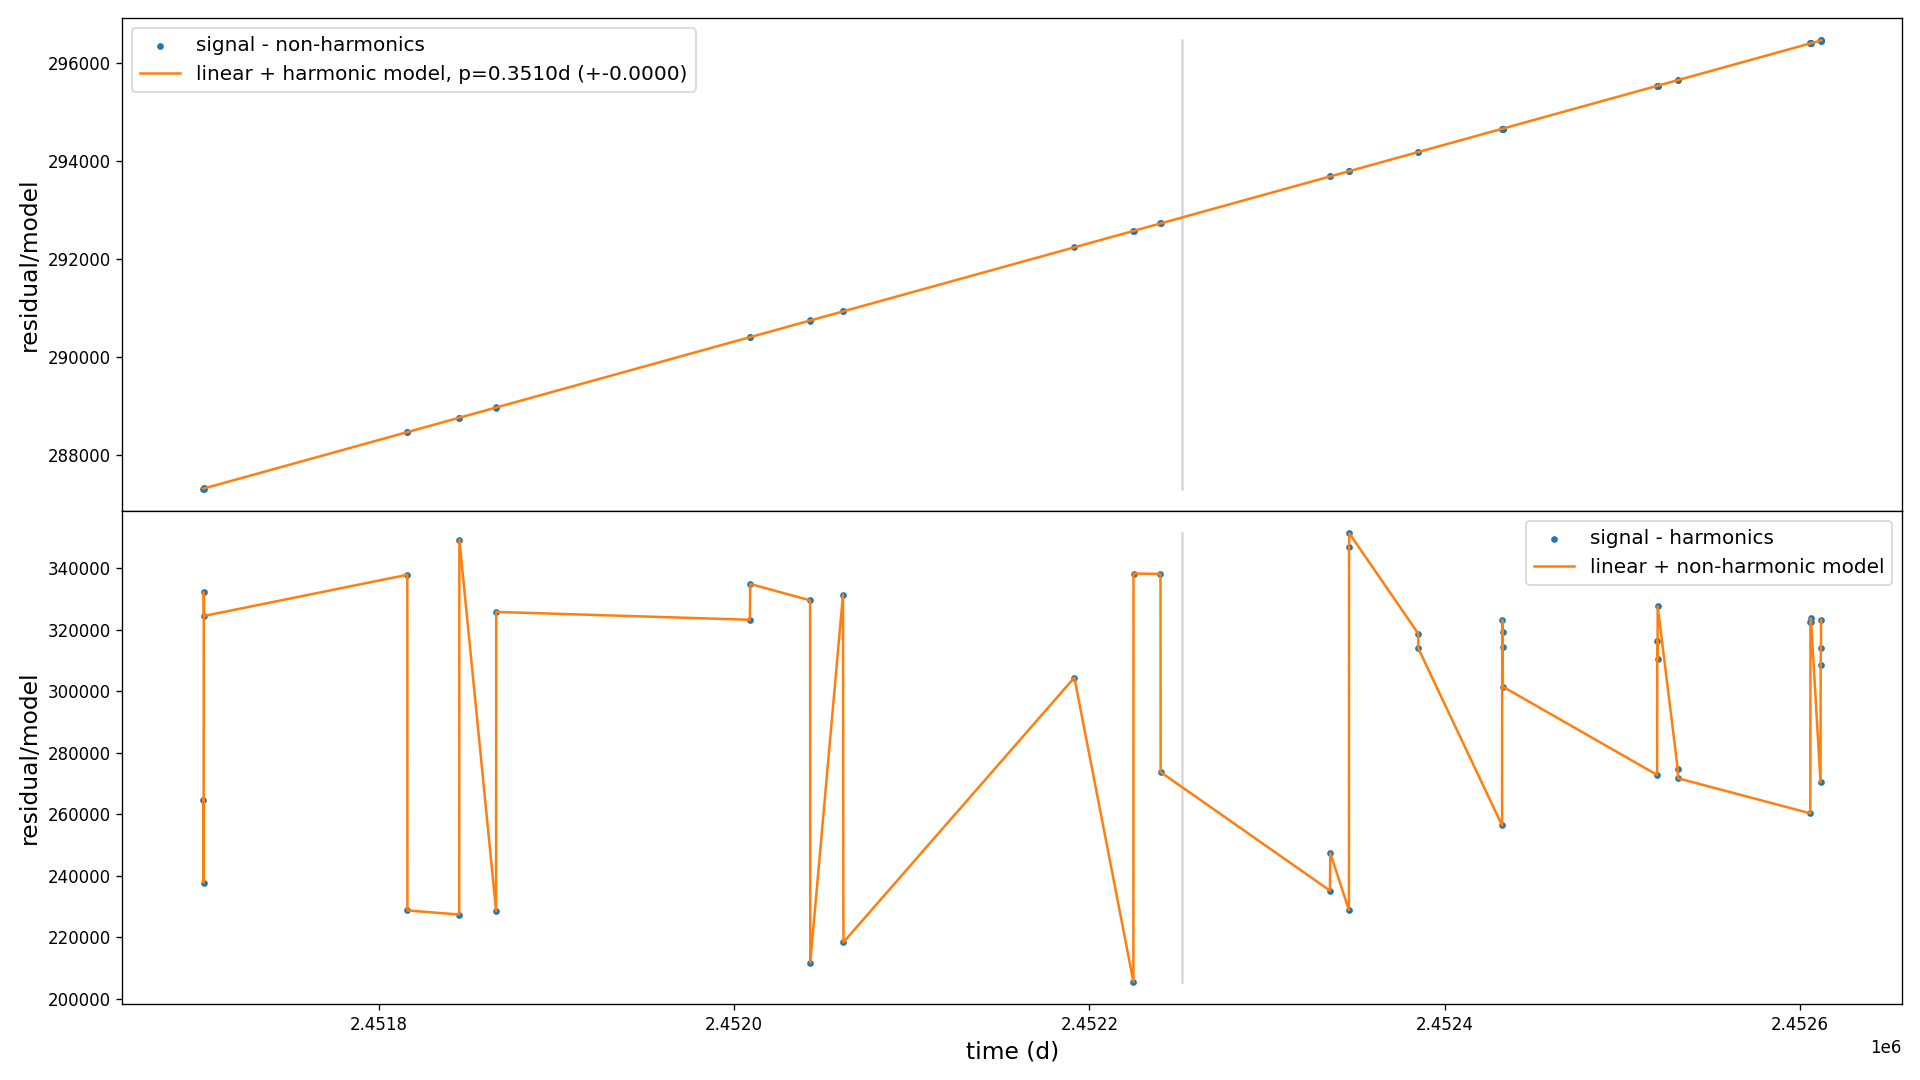 signal - non-harmonics
linear + harmonic model, p=0.3510d (+-0.0000)
residual/model
296000
294000
292000
290000
288000
signal - harmonics
linear + non-harmonic model
residual/model
340000
320000
300000
280000
260000
240000
220000
200000
2.4518 2.4520 2.4522 2.4524 2.4526
1e6
time (d)